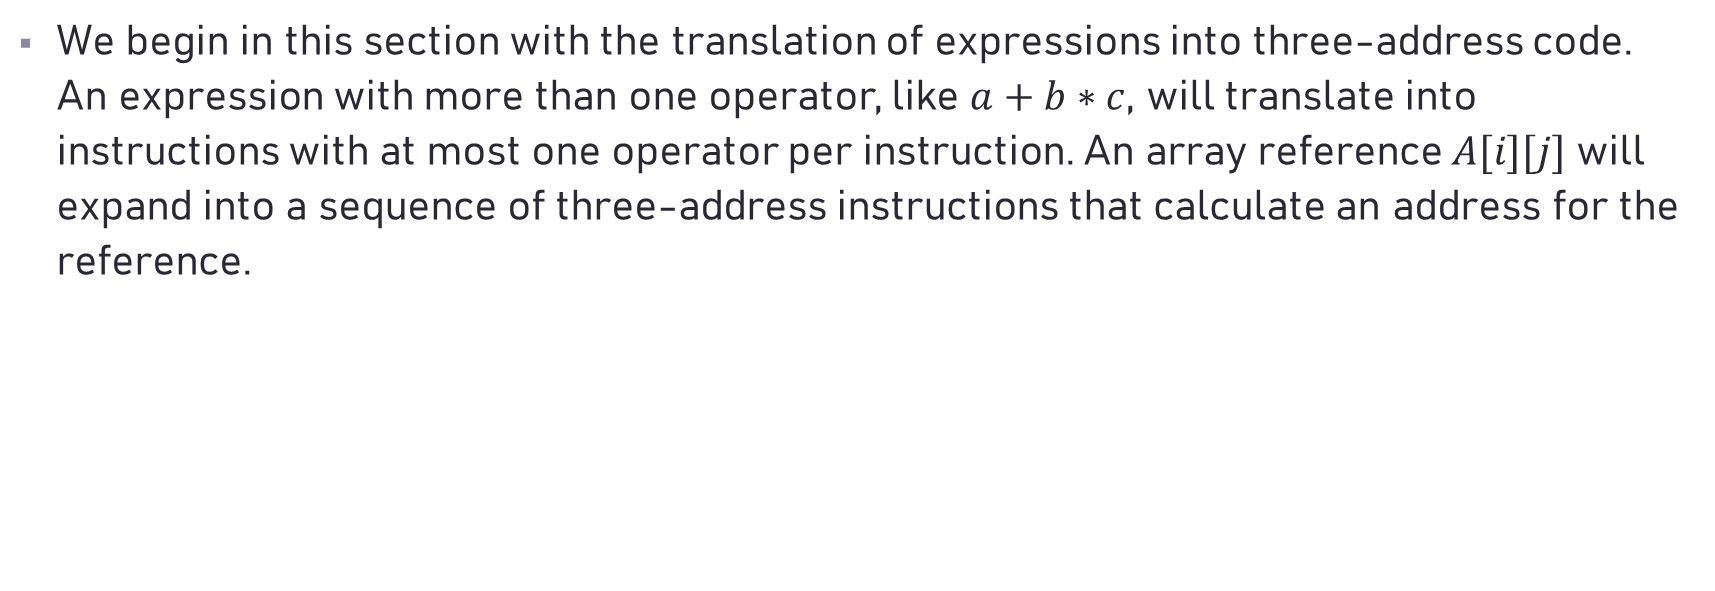 ▪ We begin in this section with the translation of expressions into three-address code.
An expression with more than one operator, like a + b ∗ c, will translate into
instructions with at most one operator per instruction. An array reference A[i][j] will
expand into a sequence of three-address instructions that calculate an address for the
reference.